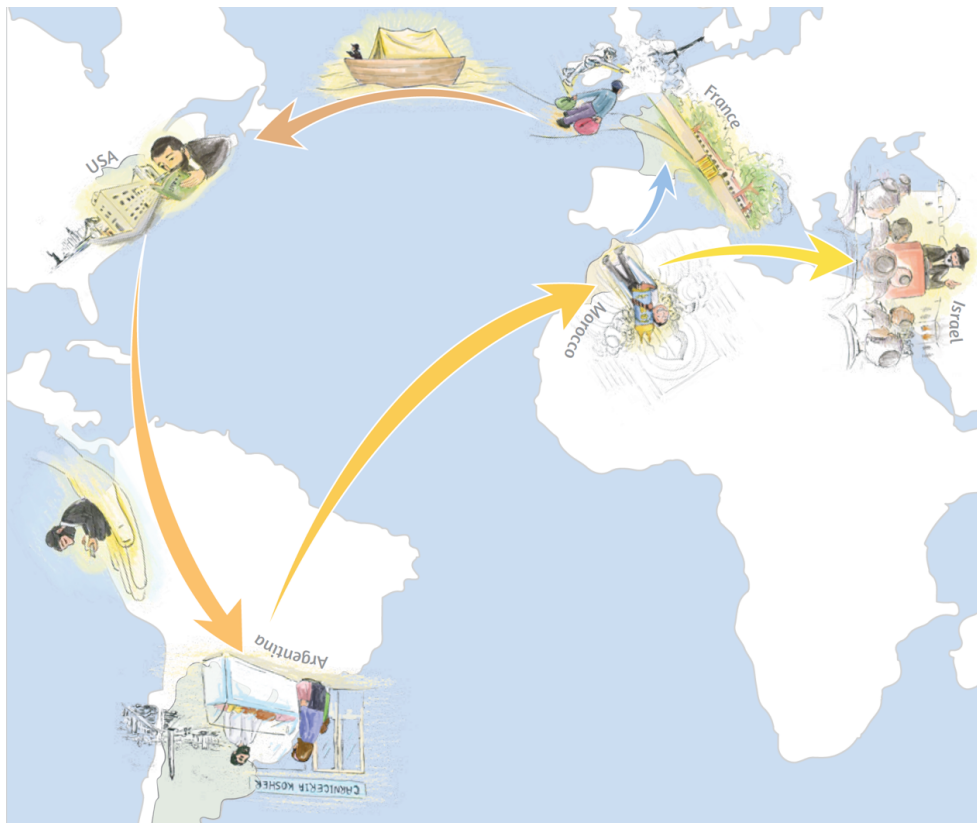 USA
France
Morocco
Israel
Argentina
CARNICERIA KOSHER